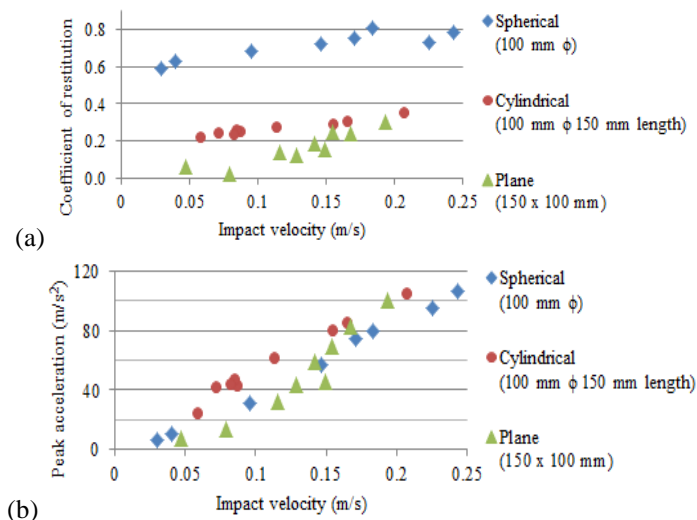 0.8
0.6
0.4
0.2
0.0
Coefficient of restitution
0
0.05
0.1
0.15
0.2
0.25
Impact velocity (m/s)
Spherical
(100 mm ϕ)
Cylindrical
(100 mm ϕ 150 mm length)
Plane
(150 x 100 mm)
(a)
120
80
40
0
Peak acceleration (m/s²)
0
0.05
0.1
0.15
0.2
0.25
Impact velocity (m/s)
Spherical
(100 mm ϕ)
Cylindrical
(100 mm ϕ 150 mm length)
Plane
(150 x 100 mm)
(b)